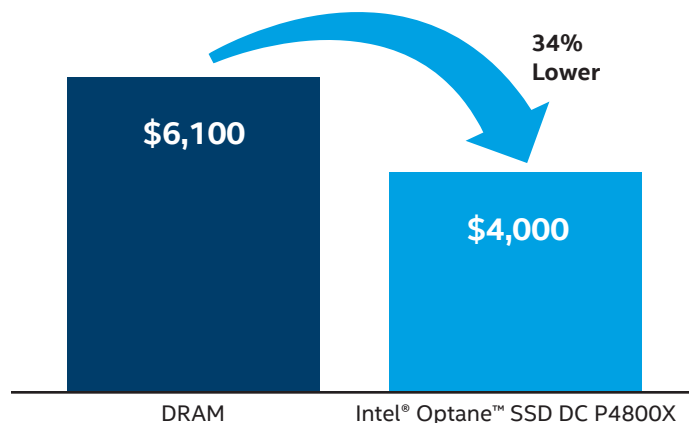 34%
Lower
$6,100
$4,000
DRAM
Intel® Optane™ SSD DC P4800X